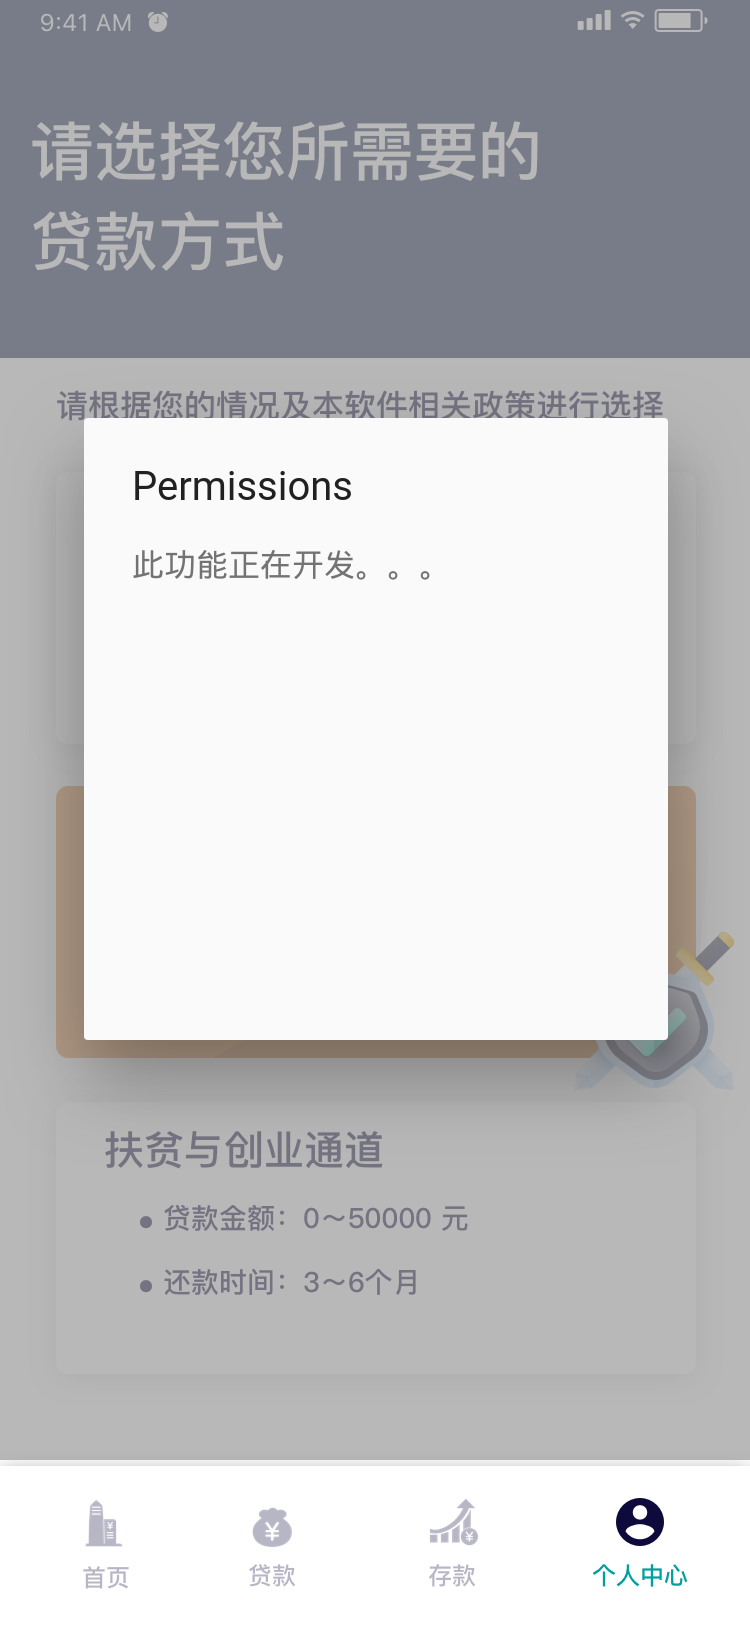 9:41 AM
请选择您所需要的
贷款方式
请根据您的情况及本软件相关政策进行选择
Permissions
此功能正在开发。。。
扶贫与创业通道
贷款金额：0～50000 元
还款时间：3～6个月
首页
贷款
存款
个人中心